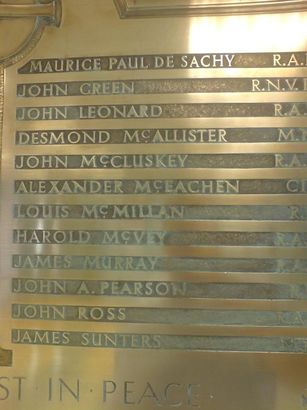 MAURICE PAUL DE SACHY R.A.
JOHN GREEN R.N.V.
JOHN LEONARD R.A.
DESMOND McALLISTER M
JOHN McCLUSKEY R.A.
ALEXANDER McEACHEN C
LOUIS McMILLAN
HAROLD McVEY R.A
JAMES MURRAY R.A
JOHN A. PEARSON
JOHN ROSS R.A
JAMES SUNTERS
ST · IN · PEACE